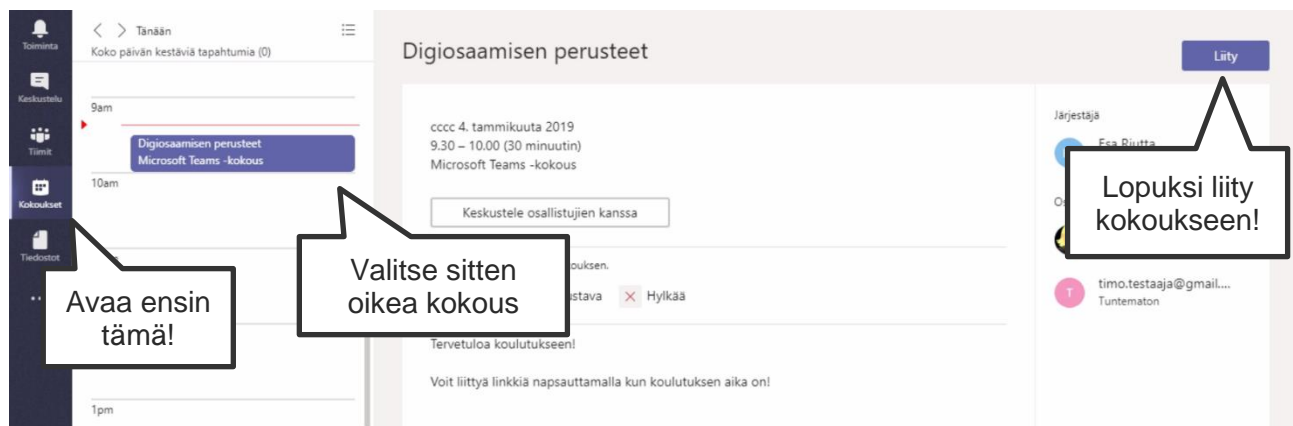 Toiminta
Keskustelu
Tiimit
Kokoukset
Tiedostot
Tänään
Koko päivän kestäviä tapahtumia (0)
9am
Digiosaamisen perusteet
Microsoft Teams -kokous
10am
1pm
Avaa ensin
tämä!
Valitse sitten
oikea kokous
Digiosaamisen perusteet
Liity
cccc 4. tammikuuta 2019
9.30 – 10.00 (30 minuutin)
Microsoft Teams -kokous
Keskustele osallistujien kanssa
Hylkää
Tervetuloa koulutukseen!
Voit liittyä linkkiä napsauttamalla kun koulutuksen aika on!
Järjestäjä
Esa Riutta
Lopuksi liity
kokoukseen!
T
timo.testaaja@gmail....
Tuntematon